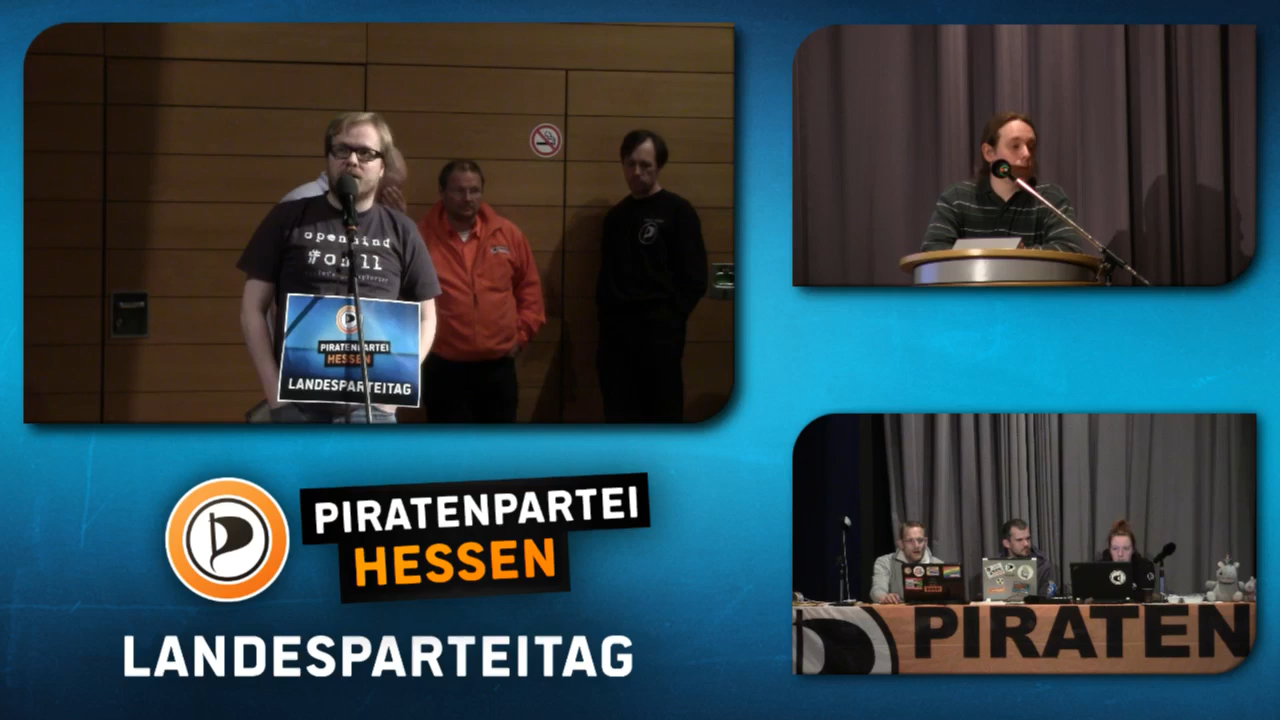 openmind
PIRATENPARTEI
HESSEN
LANDESPARTEITAG
PIRATENPARTEI
HESSEN
LANDESPARTEITAG
PIRATEN